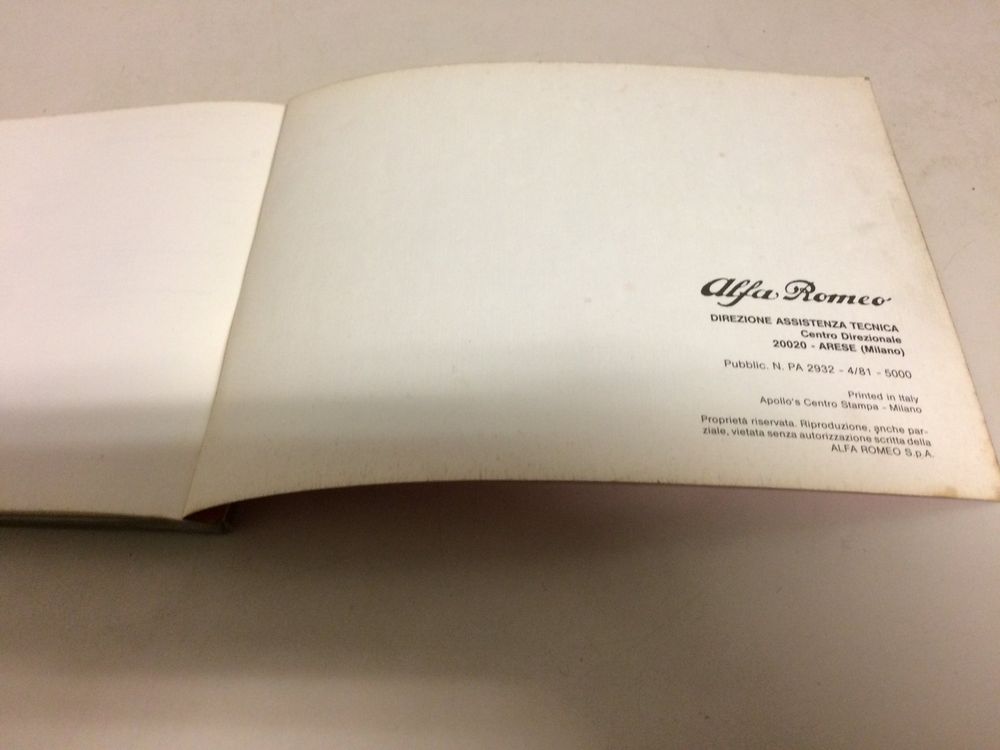 Alfa Romeo
DIREZIONE ASSISTENZA TECNICA
Centro Direzionale
20020 - ARESE (Milano)
Pubblic. N. PA 2932 - 4/81 - 5000
Printed in Italy
Apollo's Centro Stampa - Milano
Proprietà riservata. Riproduzione, anche par-
ziale, vietata senza autorizzazione scritta della
ALFA ROMEO S.p.A.